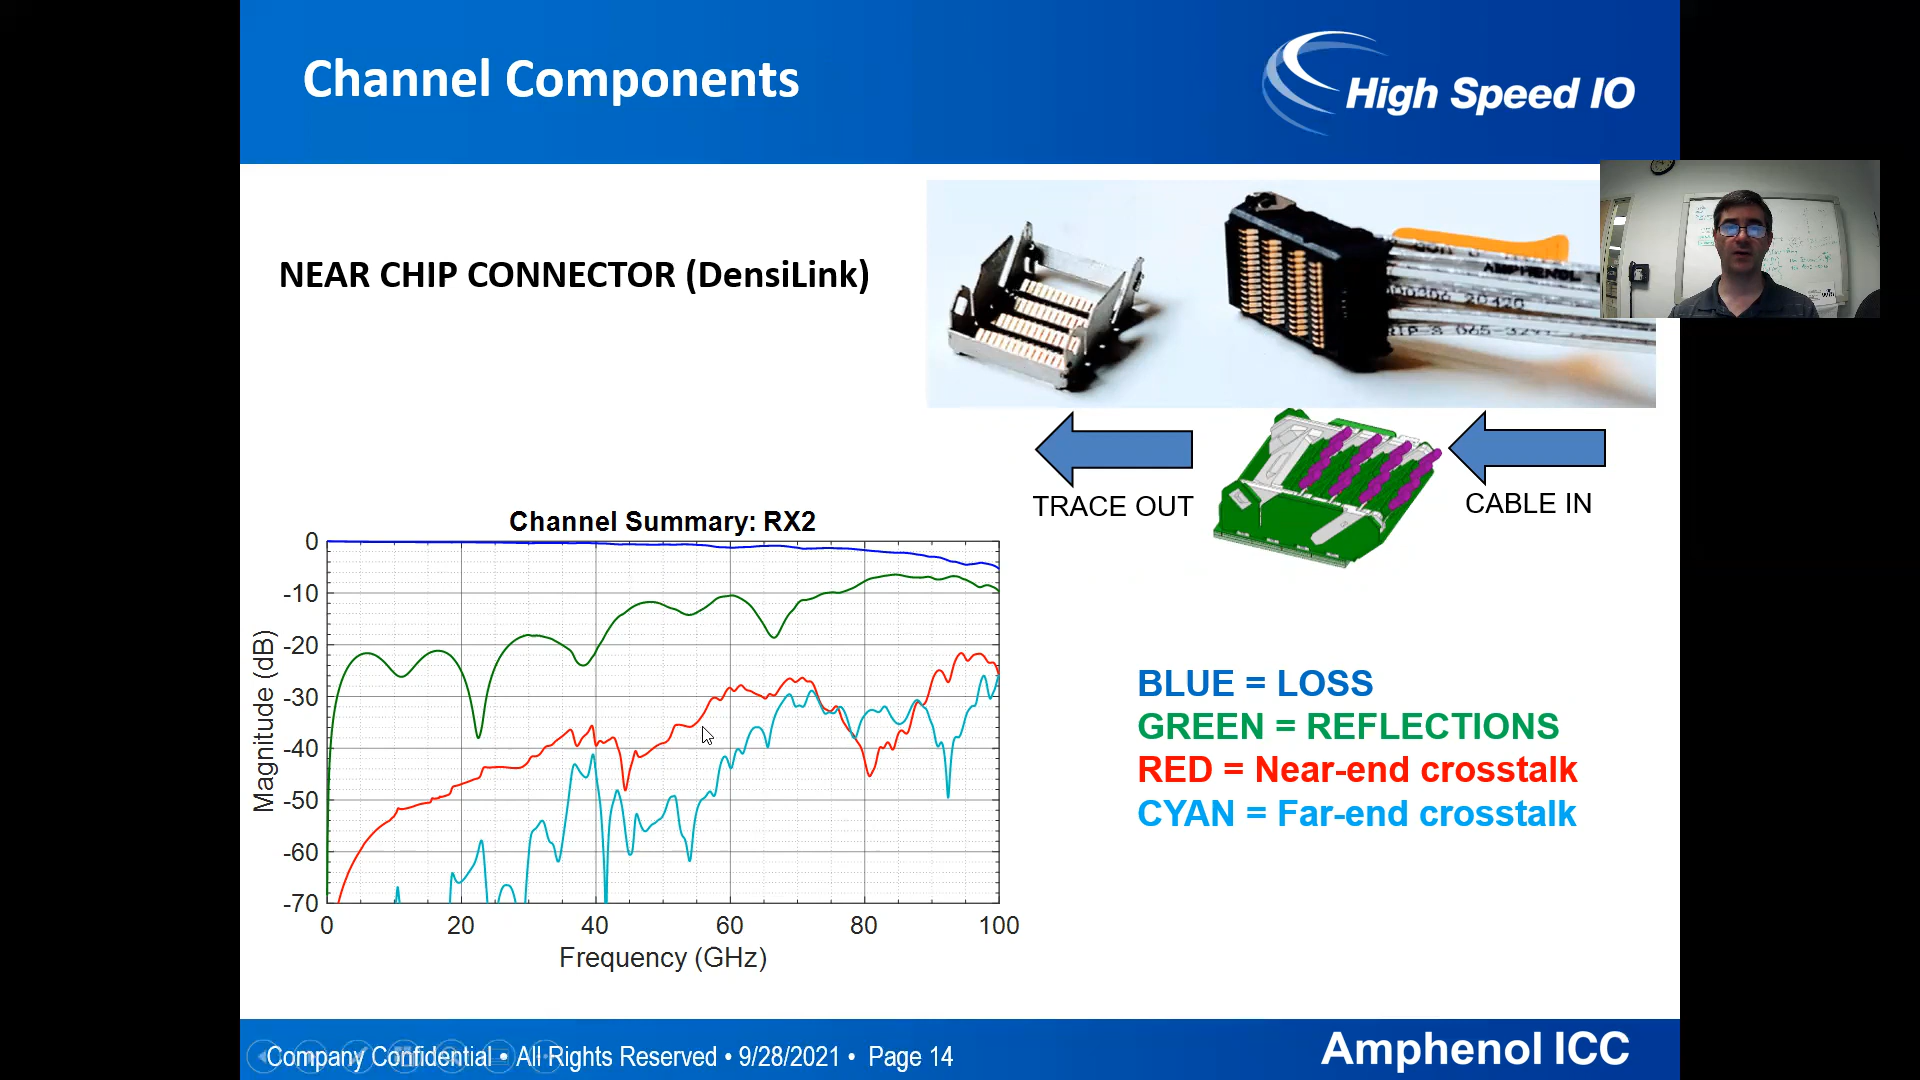 Channel Components
High Speed IO
NEAR CHIP CONNECTOR (DensiLink)
AMPHENOL
TRACE OUT
CABLE IN
Channel Summary: RX2
Magnitude (dB)
0
-10
-20
-30
-40
-50
-60
-70
0 20 40 60 80 100
Frequency (GHz)
BLUE = LOSS
GREEN = REFLECTIONS
RED = Near-end crosstalk
CYAN = Far-end crosstalk
Company Confidential • All Rights Reserved • 9/28/2021 • Page 14
Amphenol ICC